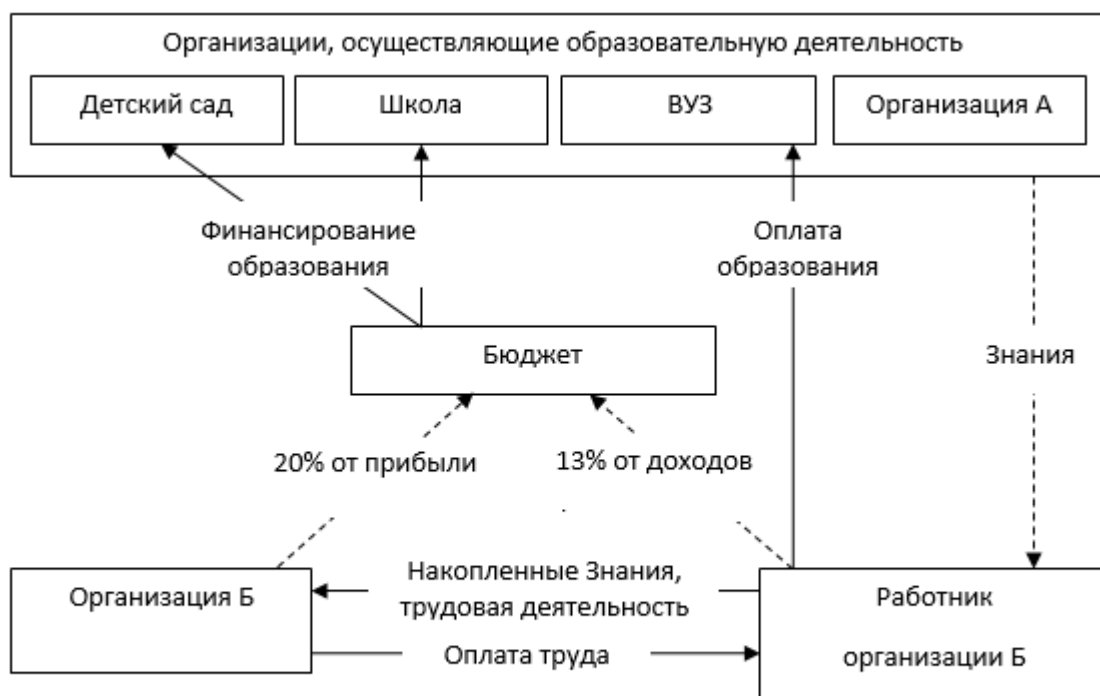 Организации, осуществляющие образовательную деятельность
Детский сад
Школа
ВУЗ
Организация А
Финансирование
образования
Оплата
образования
Бюджет
Знания
20% от прибыли
13% от доходов
Организация Б
Накопленные Знания,
трудовая деятельность
Оплата труда
Работник
организации Б